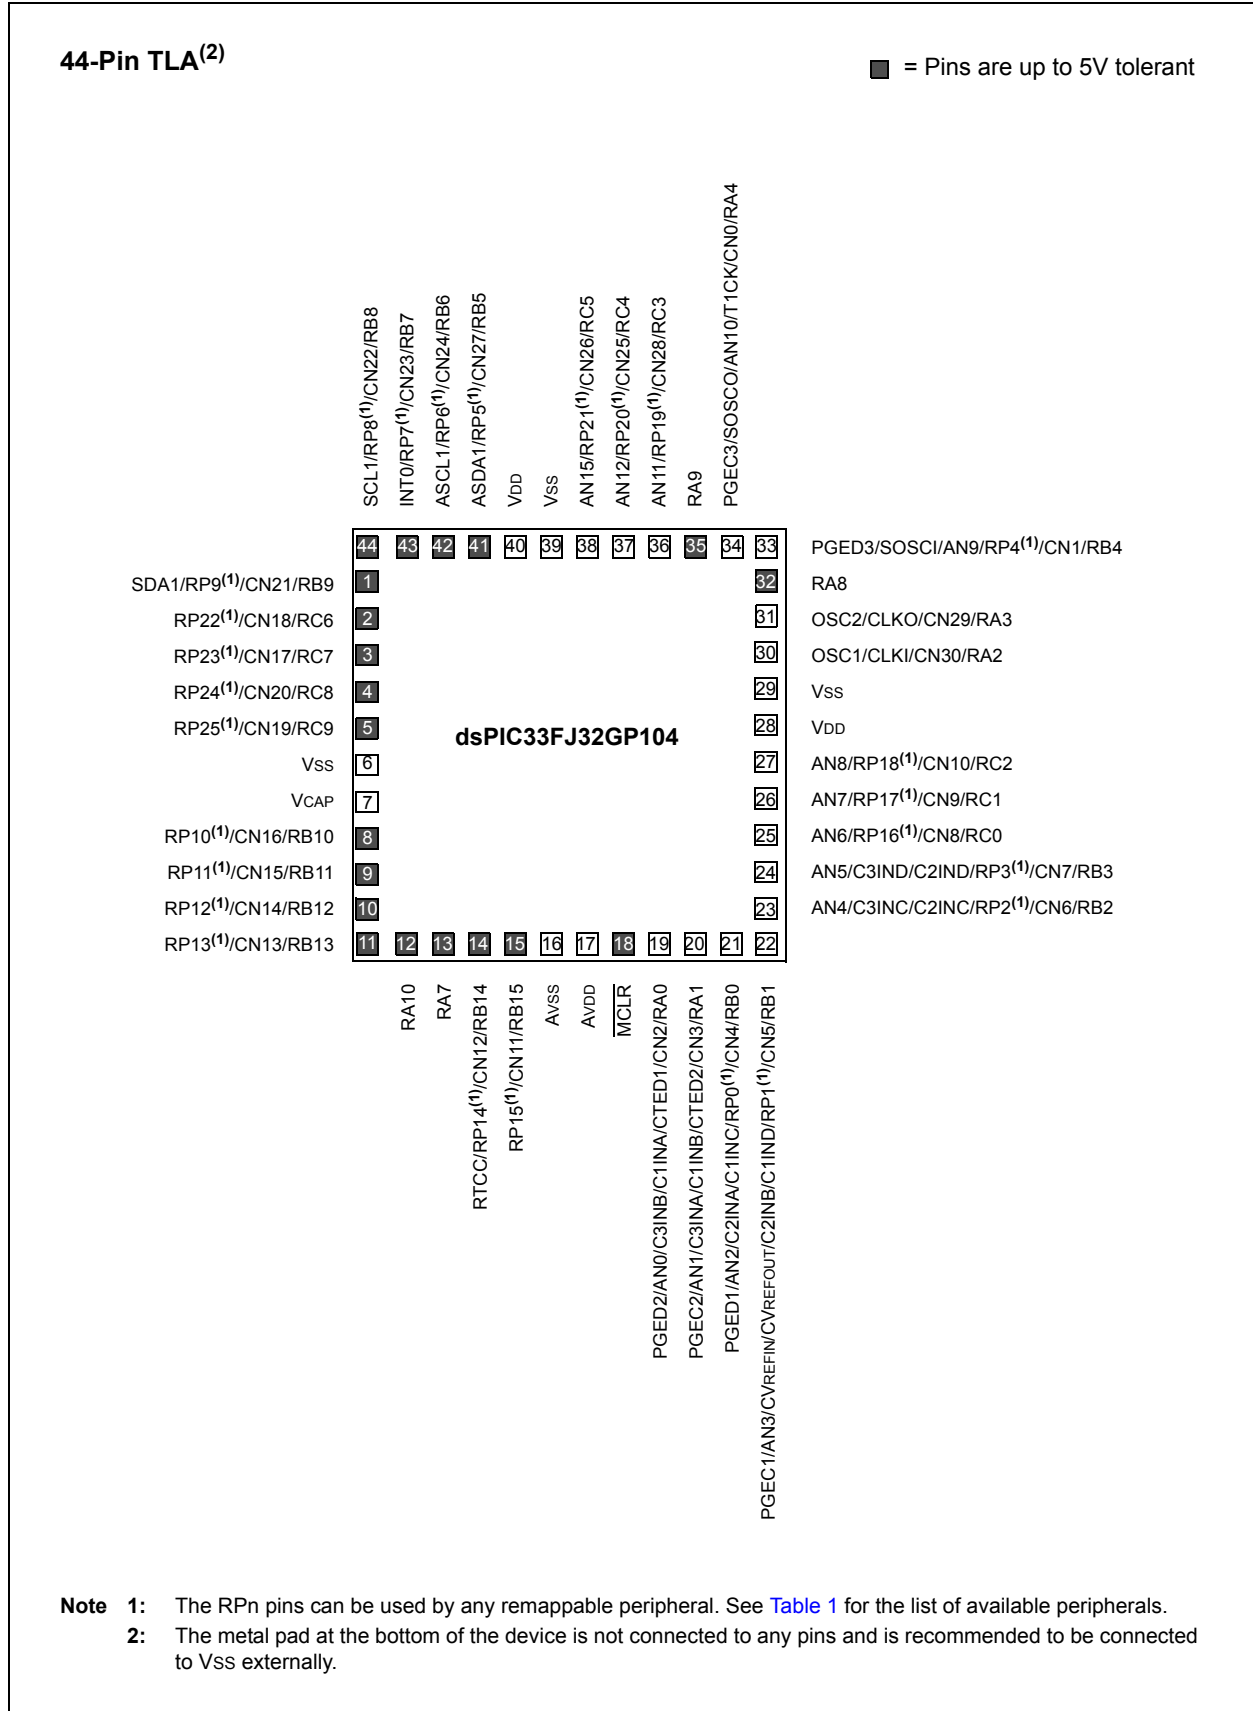 44-Pin TLA(2)
= Pins are up to 5V tolerant
SCL1/RP8(1)/CN22/RB8
INT0/RP7(1)/CN23/RB7
ASCL1/RP6(1)/CN24/RB6
ASDA1/RP5(1)/CN27/RB5
VDD
VSS
AN15/RP21(1)/CN26/RC5
AN12/RP20(1)/CN25/RC4
AN11/RP19(1)/CN28/RC3
RA9
PGEC3/SOSCO/AN10/T1CK/CN0/RA4
44 43 42 41 40 39 38 37 36 35 34 33 PGED3/SOSCI/AN9/RP4(1)/CN1/RB4
SDA1/RP9(1)/CN21/RB9 1 32 RA8
RP22(1)/CN18/RC6 2 31 OSC2/CLKO/CN29/RA3
RP23(1)/CN17/RC7 3 30 OSC1/CLKI/CN30/RA2
RP24(1)/CN20/RC8 4 29 VSS
RP25(1)/CN19/RC9 5 28 VDD
dsPIC33FJ32GP104
VSS 6 27 AN8/RP18(1)/CN10/RC2
VCAP 7 26 AN7/RP17(1)/CN9/RC1
RP10(1)/CN16/RB10 8 25 AN6/RP16(1)/CN8/RC0
RP11(1)/CN15/RB11 9 24 AN5/C3IND/C2IND/RP3(1)/CN7/RB3
RP12(1)/CN14/RB12 10 23 AN4/C3INC/C2INC/RP2(1)/CN6/RB2
RP13(1)/CN13/RB13 11 12 13 14 15 16 17 18 19 20 21 22
RA10
RA7
RTCC/RP14(1)/CN12/RB14
RP15(1)/CN11/RB15
AVSS
AVDD
MCLR
PGED2/AN0/C3INB/C1INA/CTED1/CN2/RA0
PGEC2/AN1/C3INA/C1INB/CTED2/CN3/RA1
PGED1/AN2/C2INA/C1INC/RP0(1)/CN4/RB0
PGEC1/AN3/CVREFIN/CVREFOUT/C2INB/C1IND/RP1(1)/CN5/RB1
Note 1: The RPn pins can be used by any remappable peripheral. See Table 1 for the list of available peripherals.
2: The metal pad at the bottom of the device is not connected to any pins and is recommended to be connected
to VSS externally.